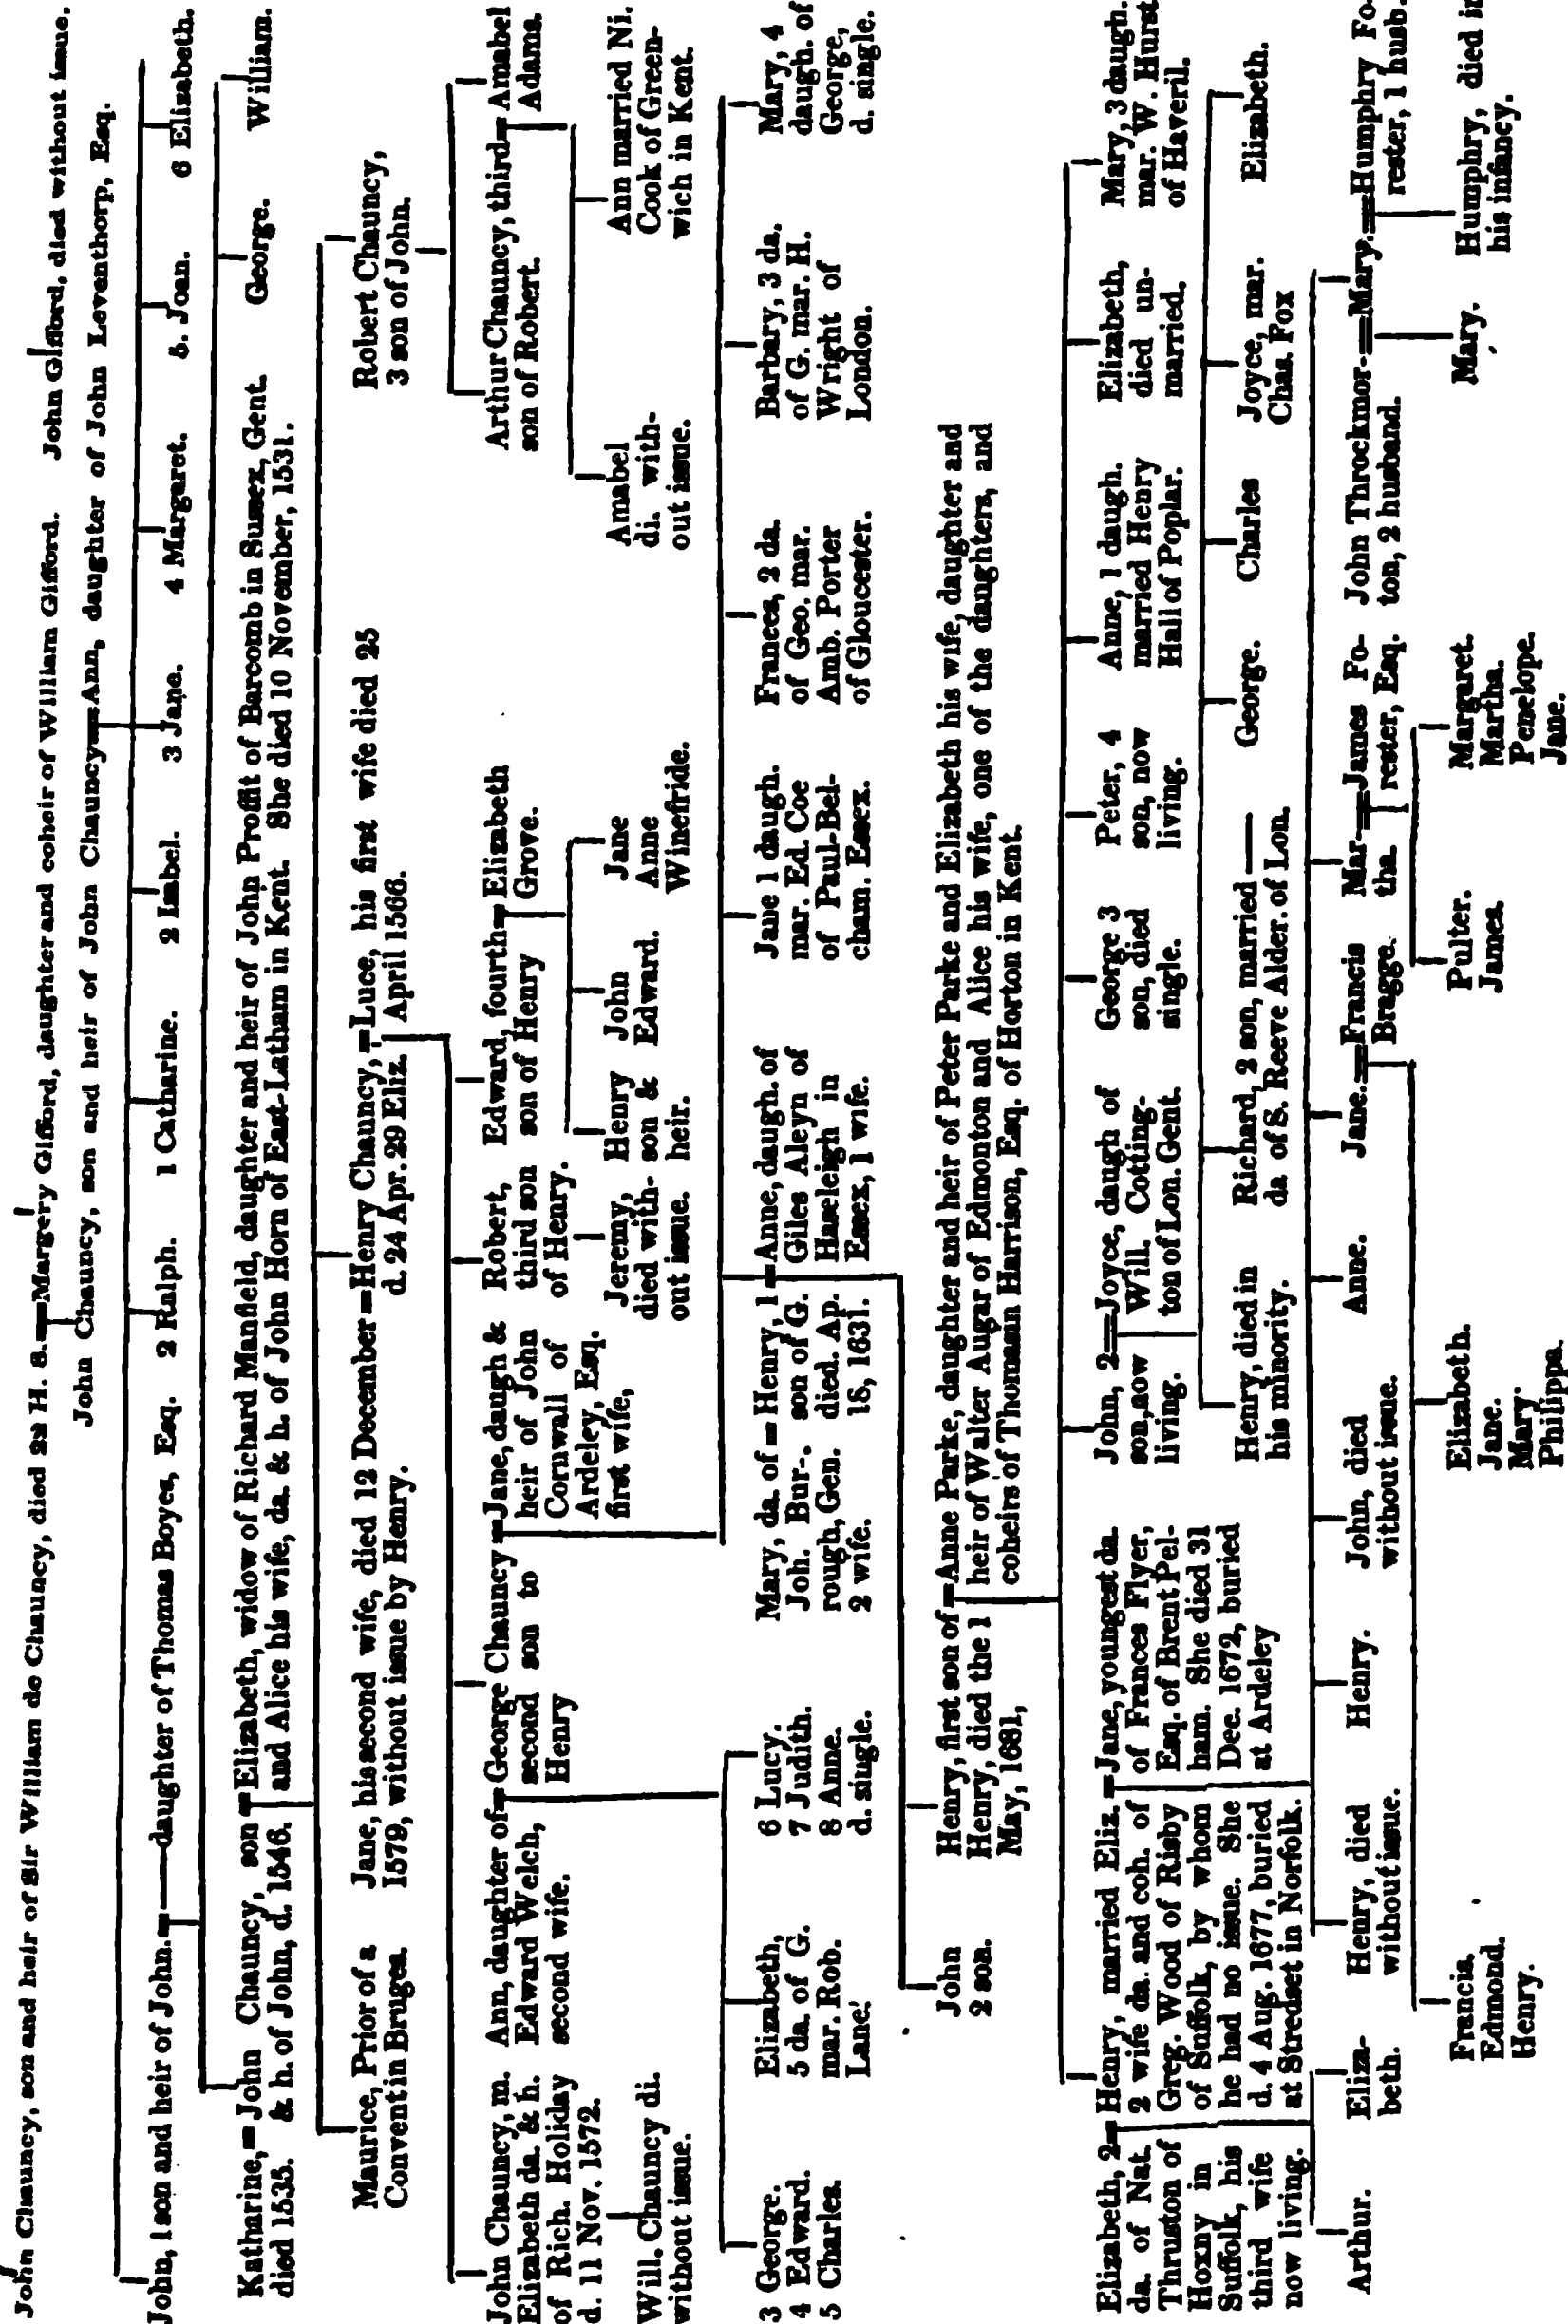 John Chauncy, son and heir of Sir William de Chauncy, died 22 H. 8.=Margery Gifford, daughter and coheir of William Gifford. John Gifford, died without issue.
John Chauncy, son and heir of John Chauncy=Ann, daughter of John Leventhorp, Esq.
John, 1 son and heir of John.=——daughter of Thomas Boyes, Esq. 2 Ralph. 1 Catharine. 2 Isabel. 3 Jane. 4 Margaret. 5. Joan. 6 Elizabeth.
Katharine,=John Chauncy, son=Elizabeth, widow of Richard Manfield, daughter and heir of John Proffit of Barcomb in Sussex, Gent. George. William.
died 1535. & h. of John, d. 1546. and Alice his wife, da. & h. of John Horn of East-Latham in Kent. She died 10 November, 1531.
Maurice, Prior of a
Convent in Bruges.
Jane, his second wife, died 12 December=Henry Chauncy,=Luce, his first wife died 25
1579, without issue by Henry. d. 24 Apr. 29 Eliz. April 1566.
Robert Chauncy,
3 son of John.
John Chauncy, m.
Elizabeth da. & h.
of Rich. Holiday
d. 11 Nov. 1572.
Ann, daughter of=George Chauncy=Jane, daugh &
Edward Welch, second son to heir of John
second wife. Henry Cornwall of
Ardeley, Esq.
first wife,
Robert,
third son
of Henry.
Edward, fourth=Elizabeth
son of Henry Grove.
Arthur Chauncy, third=Amabel
son of Robert. Adams.
Will. Chauncy di.
without issue.
Jeremy,
died with-
out issue.
Henry
son &
heir.
John
Edward.
Jane
Anne
Winefride.
Amabel
di. with-
out issue.
Ann married Ni.
Cook of Green-
wich in Kent.
3 George.
4 Edward.
5 Charles.
Elizabeth,
5 da. of G.
mar. Rob.
Lane.
6 Lucy.
7 Judith.
8 Anne.
d. single.
Mary, da. of=Henry, 1=Anne, daugh. of
Joh. Bur-. son of G. Giles Aleyn of
rough, Gen. died. Ap. Haseleigh in
2 wife. 16, 1631. Essex, 1 wife.
Jane 1 daugh.
mar. Ed. Coe
of Paul-Bel-
cham. Essex.
Frances, 2 da.
of Geo. mar.
Amb. Porter
of Gloucester.
Barbary, 3 da.
of G. mar. H.
Wright of
London.
Mary, 4
daugh. of
George,
d. single.
John
2 son.
Henry, first son of=Anne Parke, daughter and heir of Peter Parke and Elizabeth his wife, daughter and
Henry, died the 1 heir of Walter Augar of Edmonton and Alice his wife, one of the daughters, and
May, 1681, coheirs of Thomasin Harrison, Esq. of Horton in Kent.
Elizabeth, 2=Henry, married Eliz.=Jane, youngest da.
da. of Nat. 2 wife da. and coh. of of Frances Flyer,
Thruston of Greg. Wood of Risby Esq. of Brent Pel-
Hoxny in of Suffolk, by whom ham. She died 31
Suffolk, his he had no issue. She Dec. 1672, buried
third wife d. 4 Aug. 1677, buried at Ardeley
now living. at Stredset in Norfolk.
John, 2=Joyce, daugh of
son, now Will. Cotting-
living. ton of Lon. Gent.
George 3
son, died
single.
Peter, 4
son, now
living.
Anne, 1 daugh.
married Henry
Hall of Poplar.
Elizabeth,
died un-
married.
Mary, 3 daugh.
mar. W. Hurst
of Haveril.
Henry, died in
his minority.
Richard, 2 son, married ——
da of S. Reeve Alder. of Lon.
George.
Charles
Joyce, mar.
Chas. Fox
Elizabeth.
Arthur.
Eliza-
beth.
Henry, died
without issue.
Henry.
John, died
without issue.
Anne.
Jane.=Francis
Bragge.
Mar-=James Fo-
tha. rester, Esq.
John Throckmor-=Mary.=Humphry Fo-
ton, 2 husband. rester, 1 husb.
Francis.
Edmond.
Henry.
Elizabeth.
Jane.
Mary.
Philippa.
Pulter.
James.
Margaret.
Martha.
Penelope.
Jane.
Mary.
Humphry, died in
his infancy.